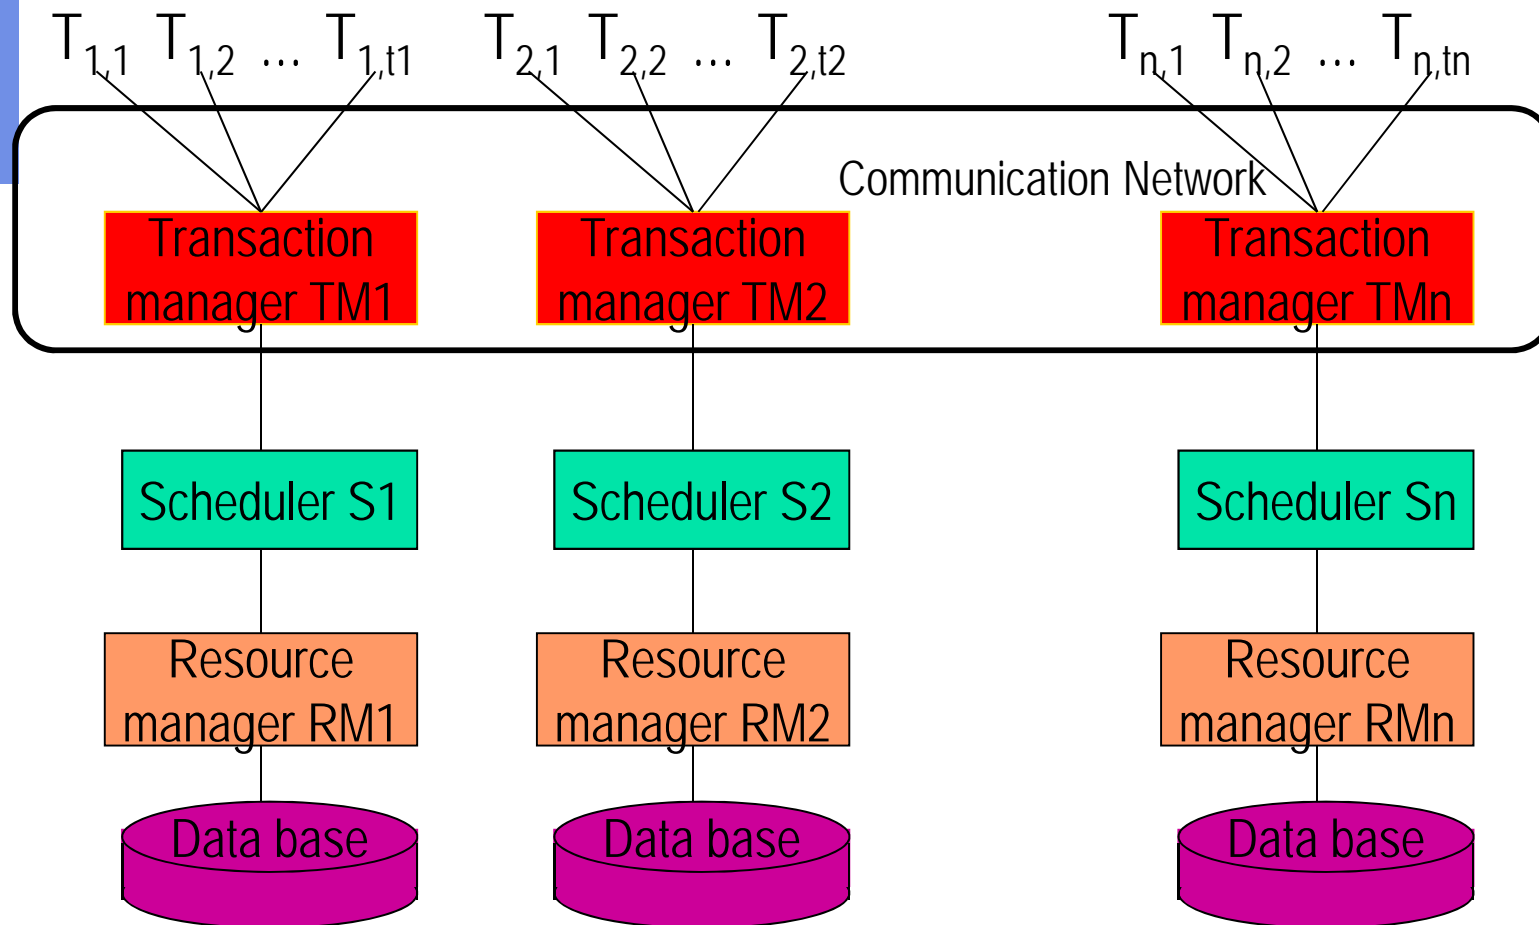 T1,1 T1,2 ... T1,t1 T2,1 T2,2 ... T2,t2 Tn,1 Tn,2 ... Tn,tn
Communication Network
Transaction
manager TM1
Transaction
manager TM2
Transaction
manager TMn
Scheduler S1
Scheduler S2
Scheduler Sn
Resource
manager RM1
Resource
manager RM2
Resource
manager RMn
Data base
Data base
Data base